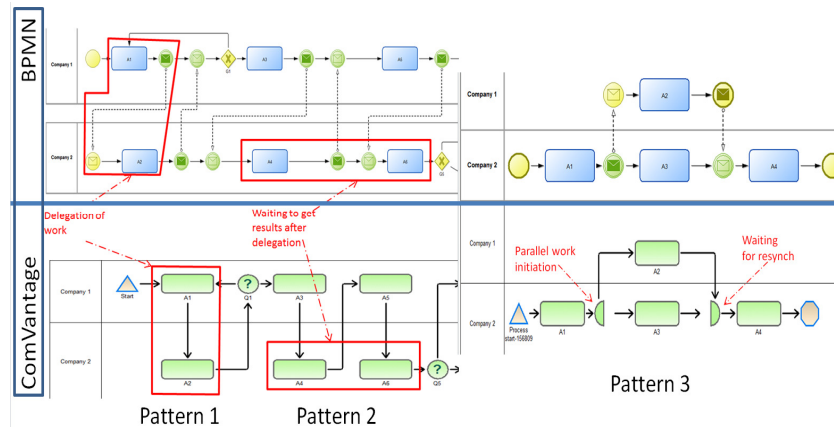 BPMN
Company 1
A1
G1
A3
A5
Company 2
A2
A4
A6
G5
Company 1
A2
Company 2
A1
A3
A4
ComVantage
Delegation of
work
Waiting to get
results after
delegation
Company 1
Start
A1
?
Q1
A3
A5
Company 2
A2
A4
A6
?
Q5
Pattern 1
Pattern 2
Company 1
Parallel work
initiation
Waiting
for resynch
A2
Company 2
Process
start-156809
A1
A3
A4
Pattern 3